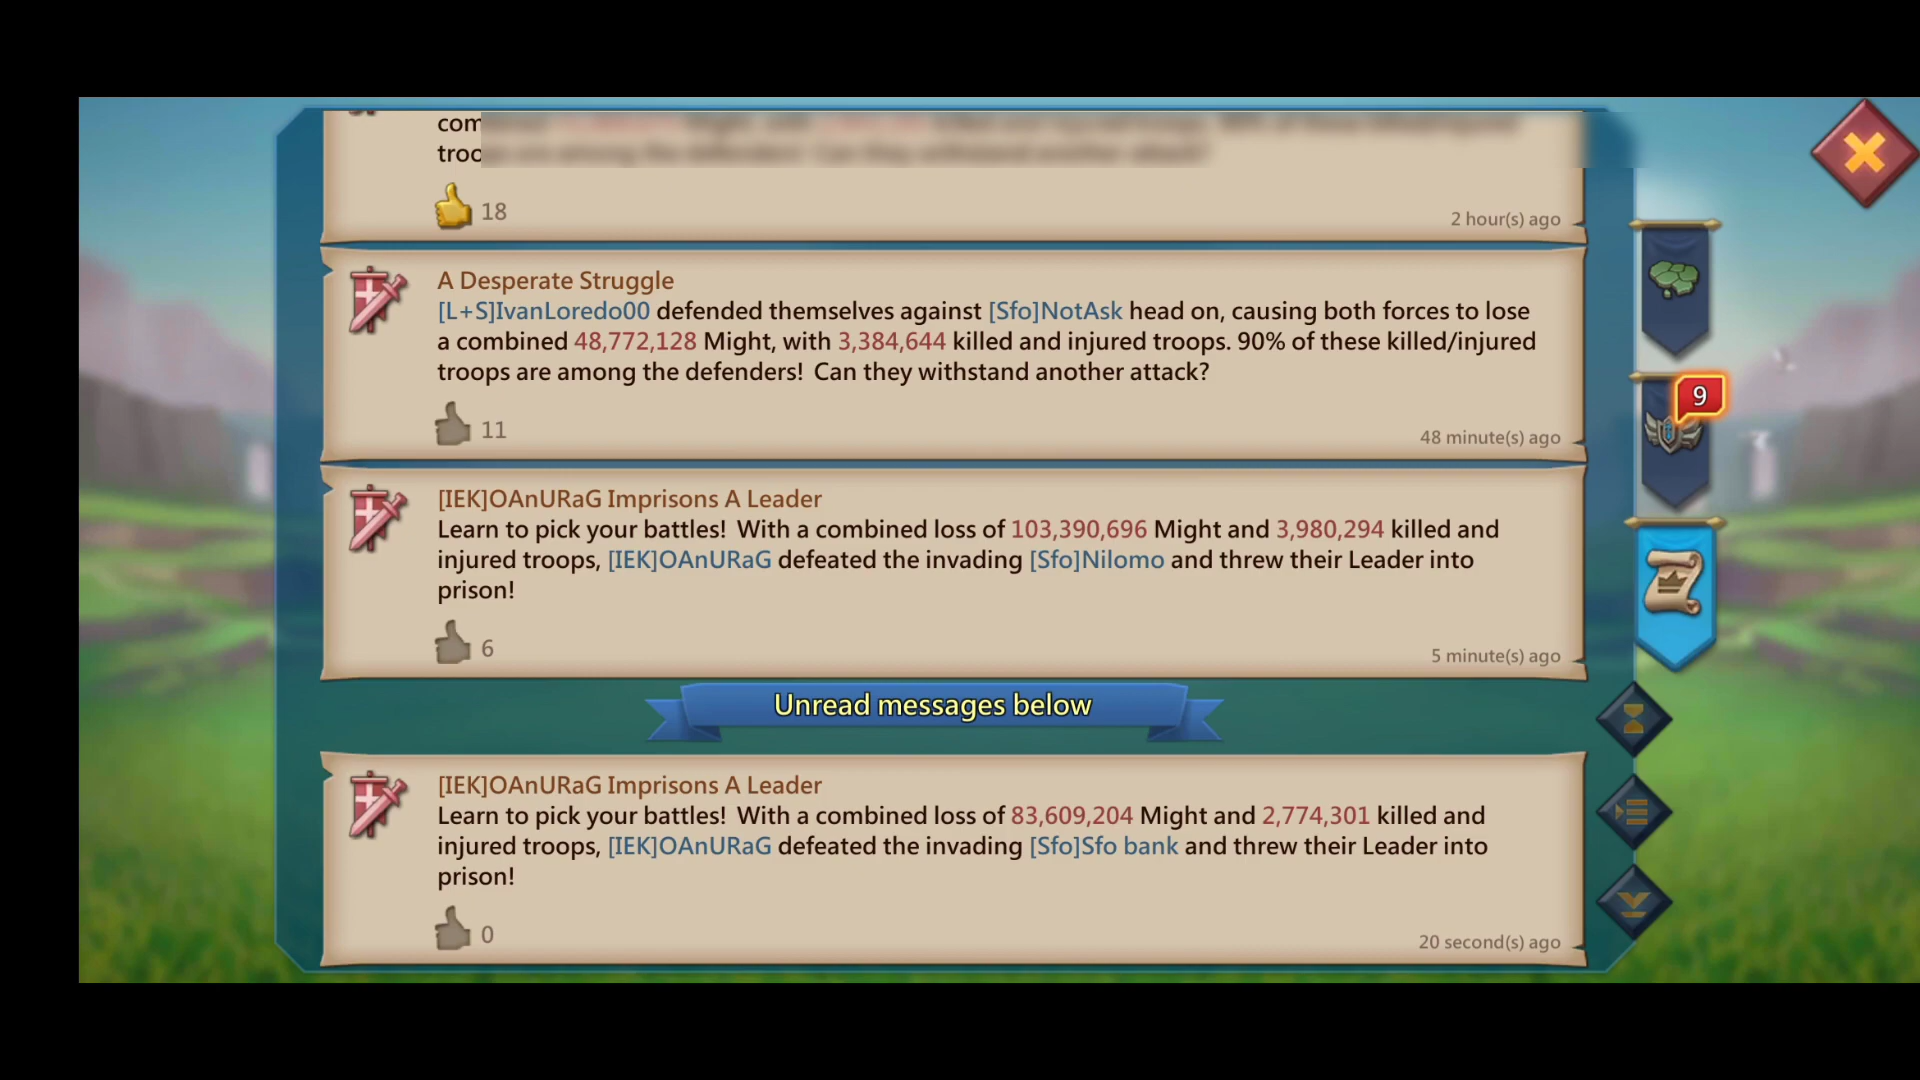 com
troo
18
2 hour(s) ago
A Desperate Struggle
[L+S]IvanLoredo00 defended themselves against [Sfo]NotAsk head on, causing both forces to lose
a combined 48,772,128 Might, with 3,384,644 killed and injured troops. 90% of these killed/injured
troops are among the defenders! Can they withstand another attack?
11
48 minute(s) ago
9
[IEK]OAnURaG Imprisons A Leader
Learn to pick your battles! With a combined loss of 103,390,696 Might and 3,980,294 killed and
injured troops, [IEK]OAnURaG defeated the invading [Sfo]Nilomo and threw their Leader into
prison!
6
5 minute(s) ago
Unread messages below
[IEK]OAnURaG Imprisons A Leader
Learn to pick your battles! With a combined loss of 83,609,204 Might and 2,774,301 killed and
injured troops, [IEK]OAnURaG defeated the invading [Sfo]Sfo bank and threw their Leader into
prison!
0
20 second(s) ago